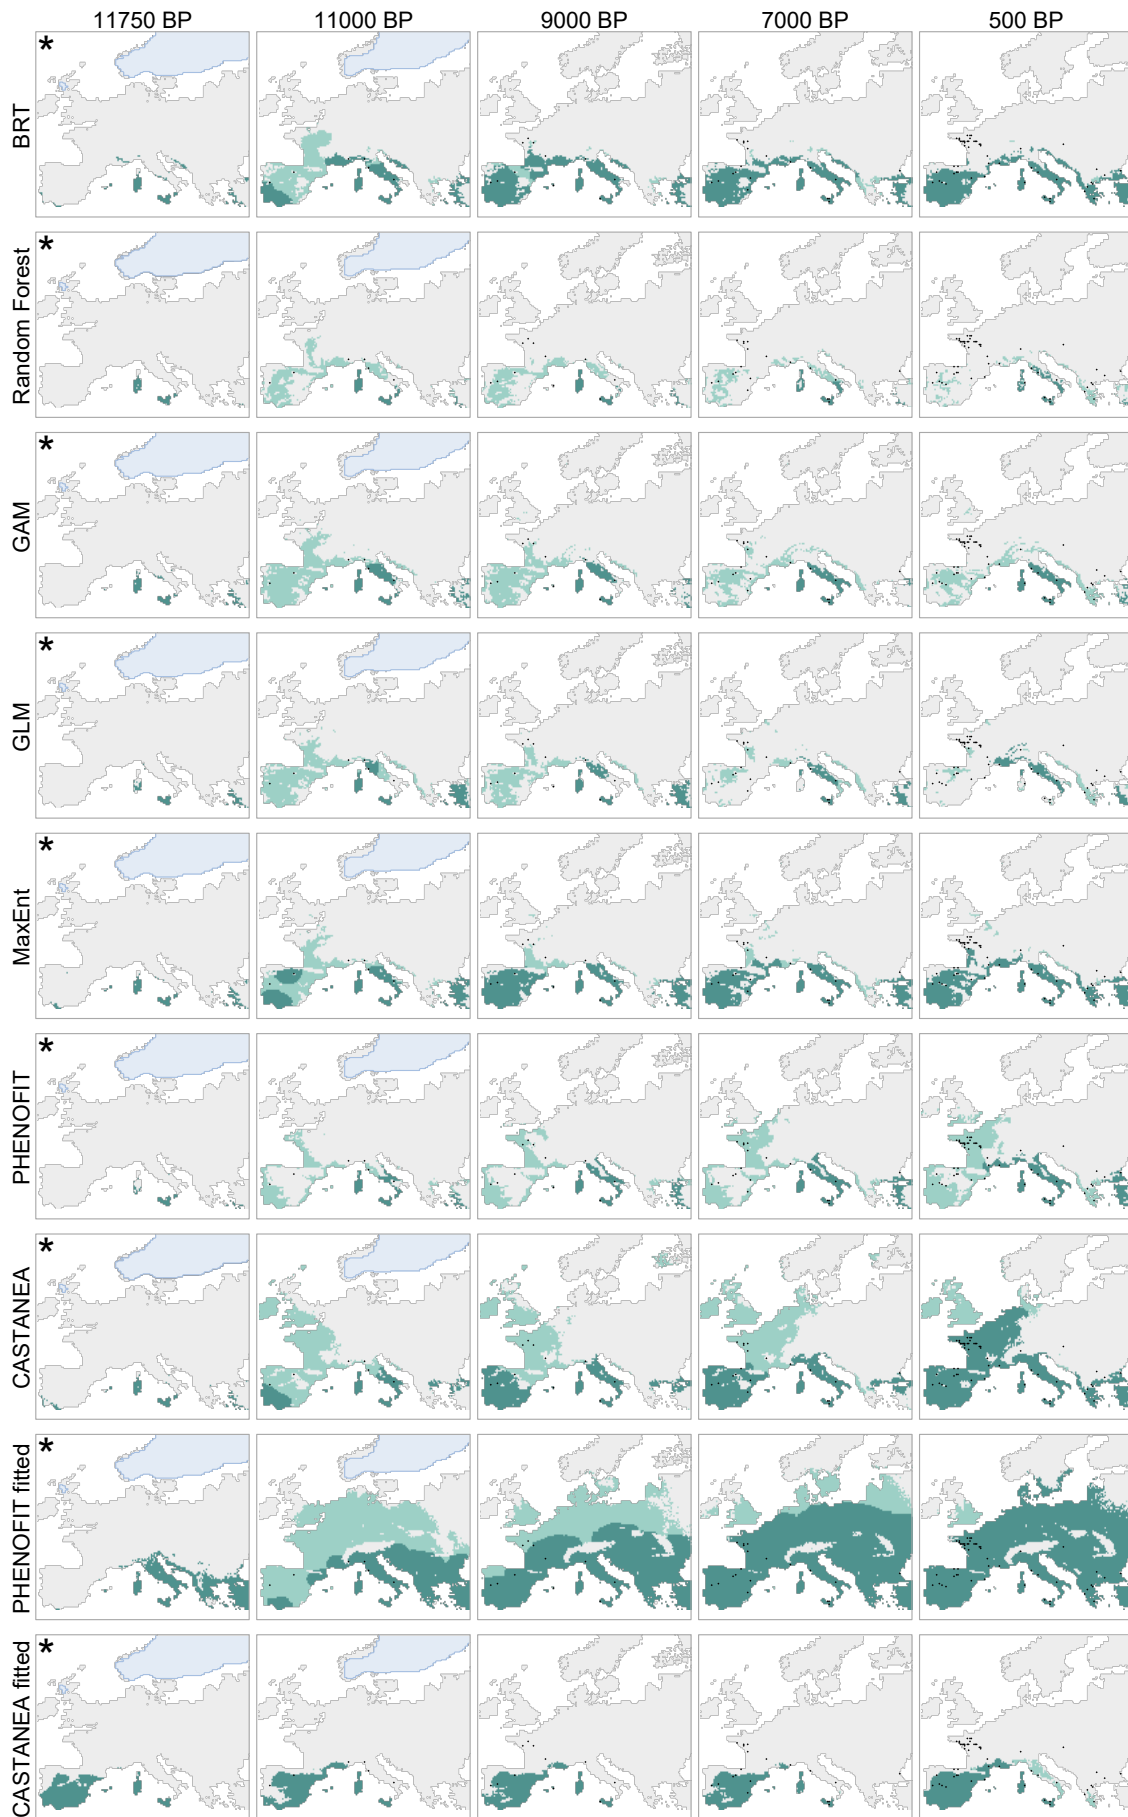 11750 BP 11000 BP 9000 BP 7000 BP 500 BP
BRT
*
Random Forest
*
GAM
*
GLM
*
MaxEnt
*
PHENOFIT
*
CASTANEA
*
PHENOFIT fitted
*
CASTANEA fitted
*